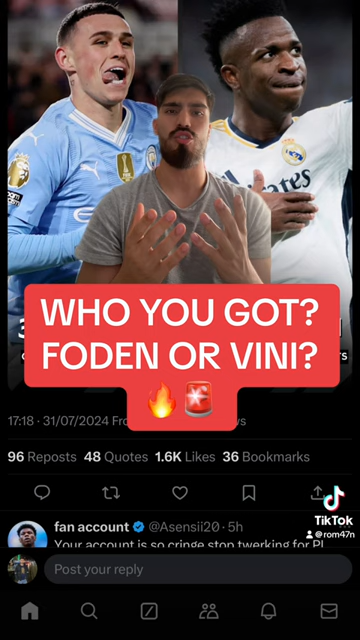 Emirates
WHO YOU GOT?
FODEN OR VINI?
17:18 · 31/07/2024
96 Reposts 48 Quotes 1.6K Likes 36 Bookmarks
fan account @Asensii20 · 5h
Your account is so cringe stop twerking for PL
Post your reply
TikTok
@rom47n